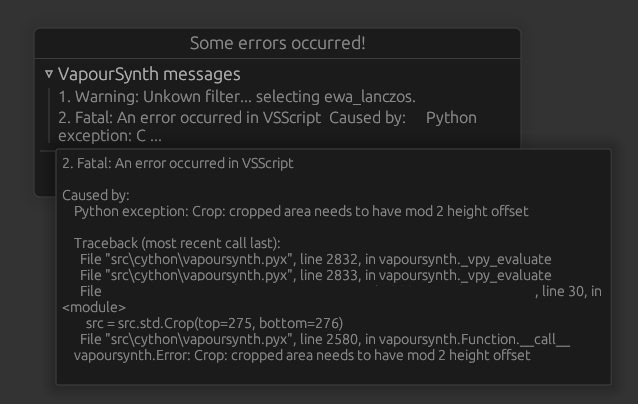 Some errors occurred!
VapourSynth messages
1. Warning: Unkown filter... selecting ewa_lanczos.
2. Fatal: An error occurred in VSScript Caused by: Python
exception: C ...
2. Fatal: An error occurred in VSScript
Caused by:
Python exception: Crop: cropped area needs to have mod 2 height offset
Traceback (most recent call last):
File "src\cython\vapoursynth.pyx", line 2832, in vapoursynth._vpy_evaluate
File "src\cython\vapoursynth.pyx", line 2833, in vapoursynth._vpy_evaluate
File , line 30, in
<module>
src = src.std.Crop(top=275, bottom=276)
File "src\cython\vapoursynth.pyx", line 2580, in vapoursynth.Function.__call__
vapoursynth.Error: Crop: cropped area needs to have mod 2 height offset